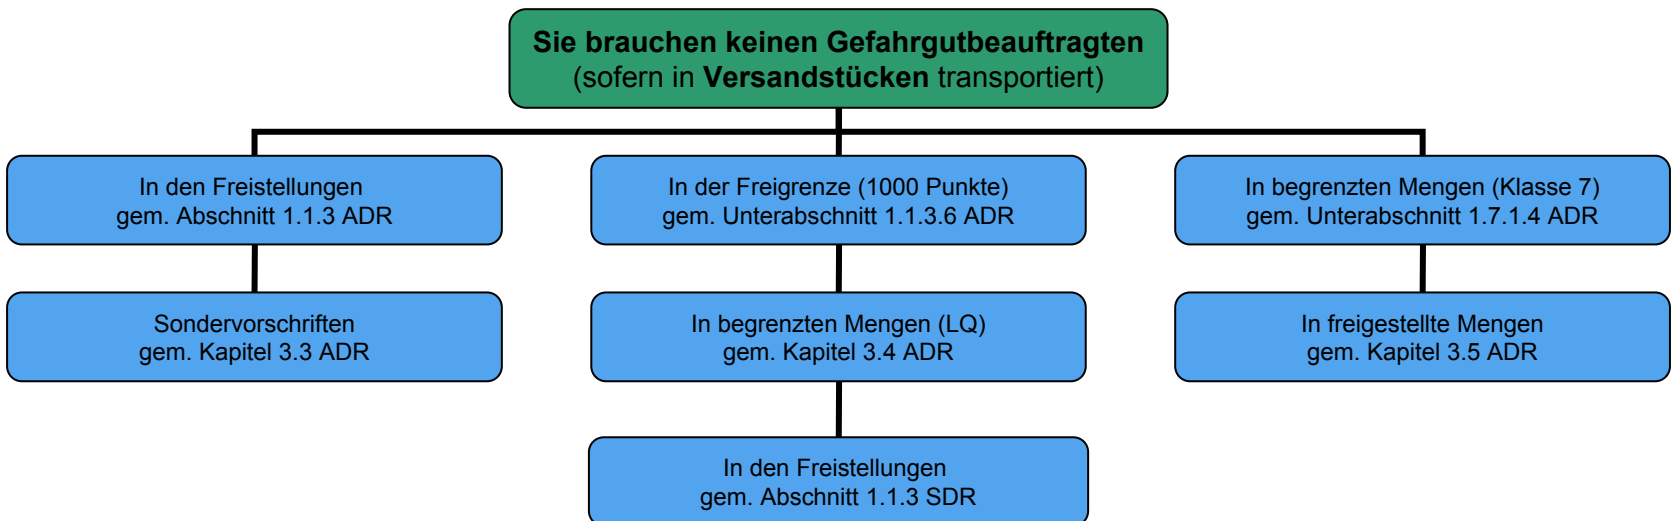 Sie brauchen keinen Gefahrgutbeauftragten
(sofern in Versandstücken transportiert)
In den Freistellungen
gem. Abschnitt 1.1.3 ADR
In der Freigrenze (1000 Punkte)
gem. Unterabschnitt 1.1.3.6 ADR
In begrenzten Mengen (Klasse 7)
gem. Unterabschnitt 1.7.1.4 ADR
Sondervorschriften
gem. Kapitel 3.3 ADR
In begrenzten Mengen (LQ)
gem. Kapitel 3.4 ADR
In freigestellte Mengen
gem. Kapitel 3.5 ADR
In den Freistellungen
gem. Abschnitt 1.1.3 SDR